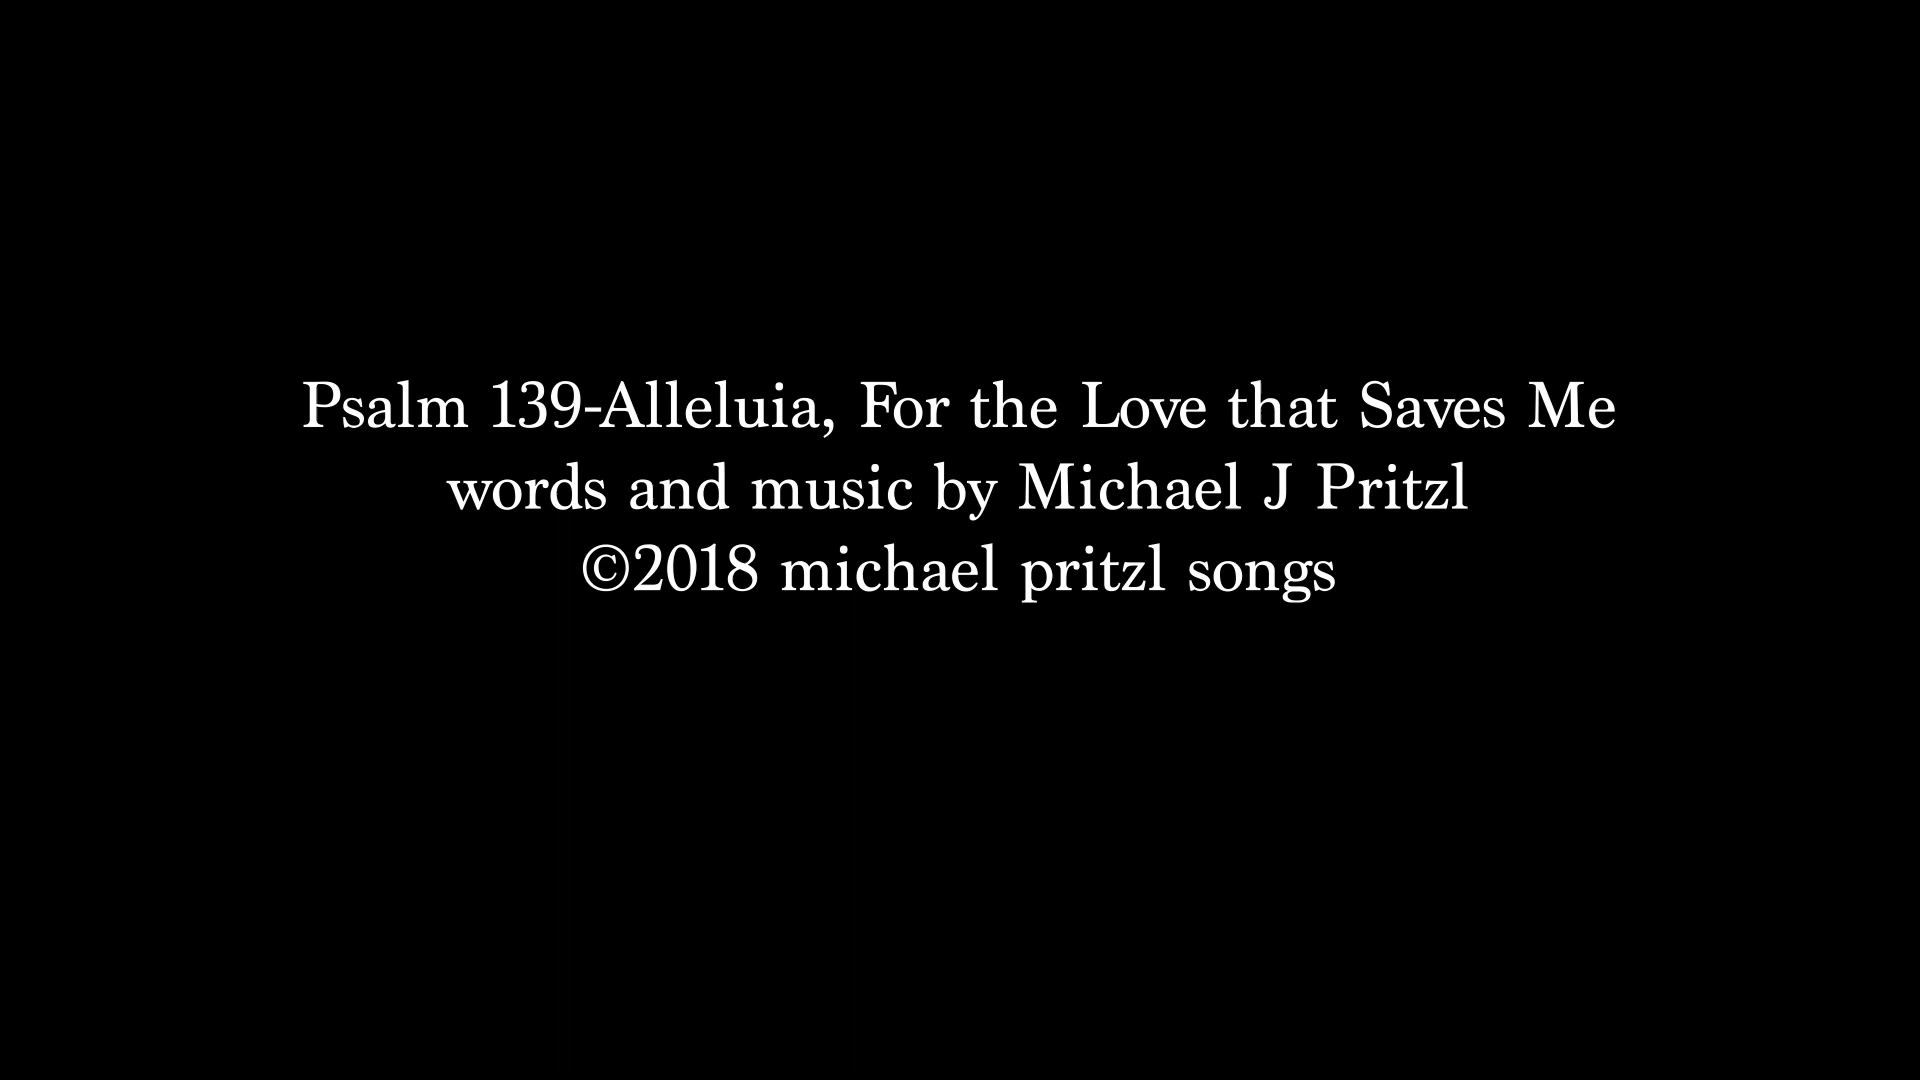 Psalm 139-Alleluia, For the Love that Saves Me
words and music by Michael J Pritzl
©2018 michael pritzl songs